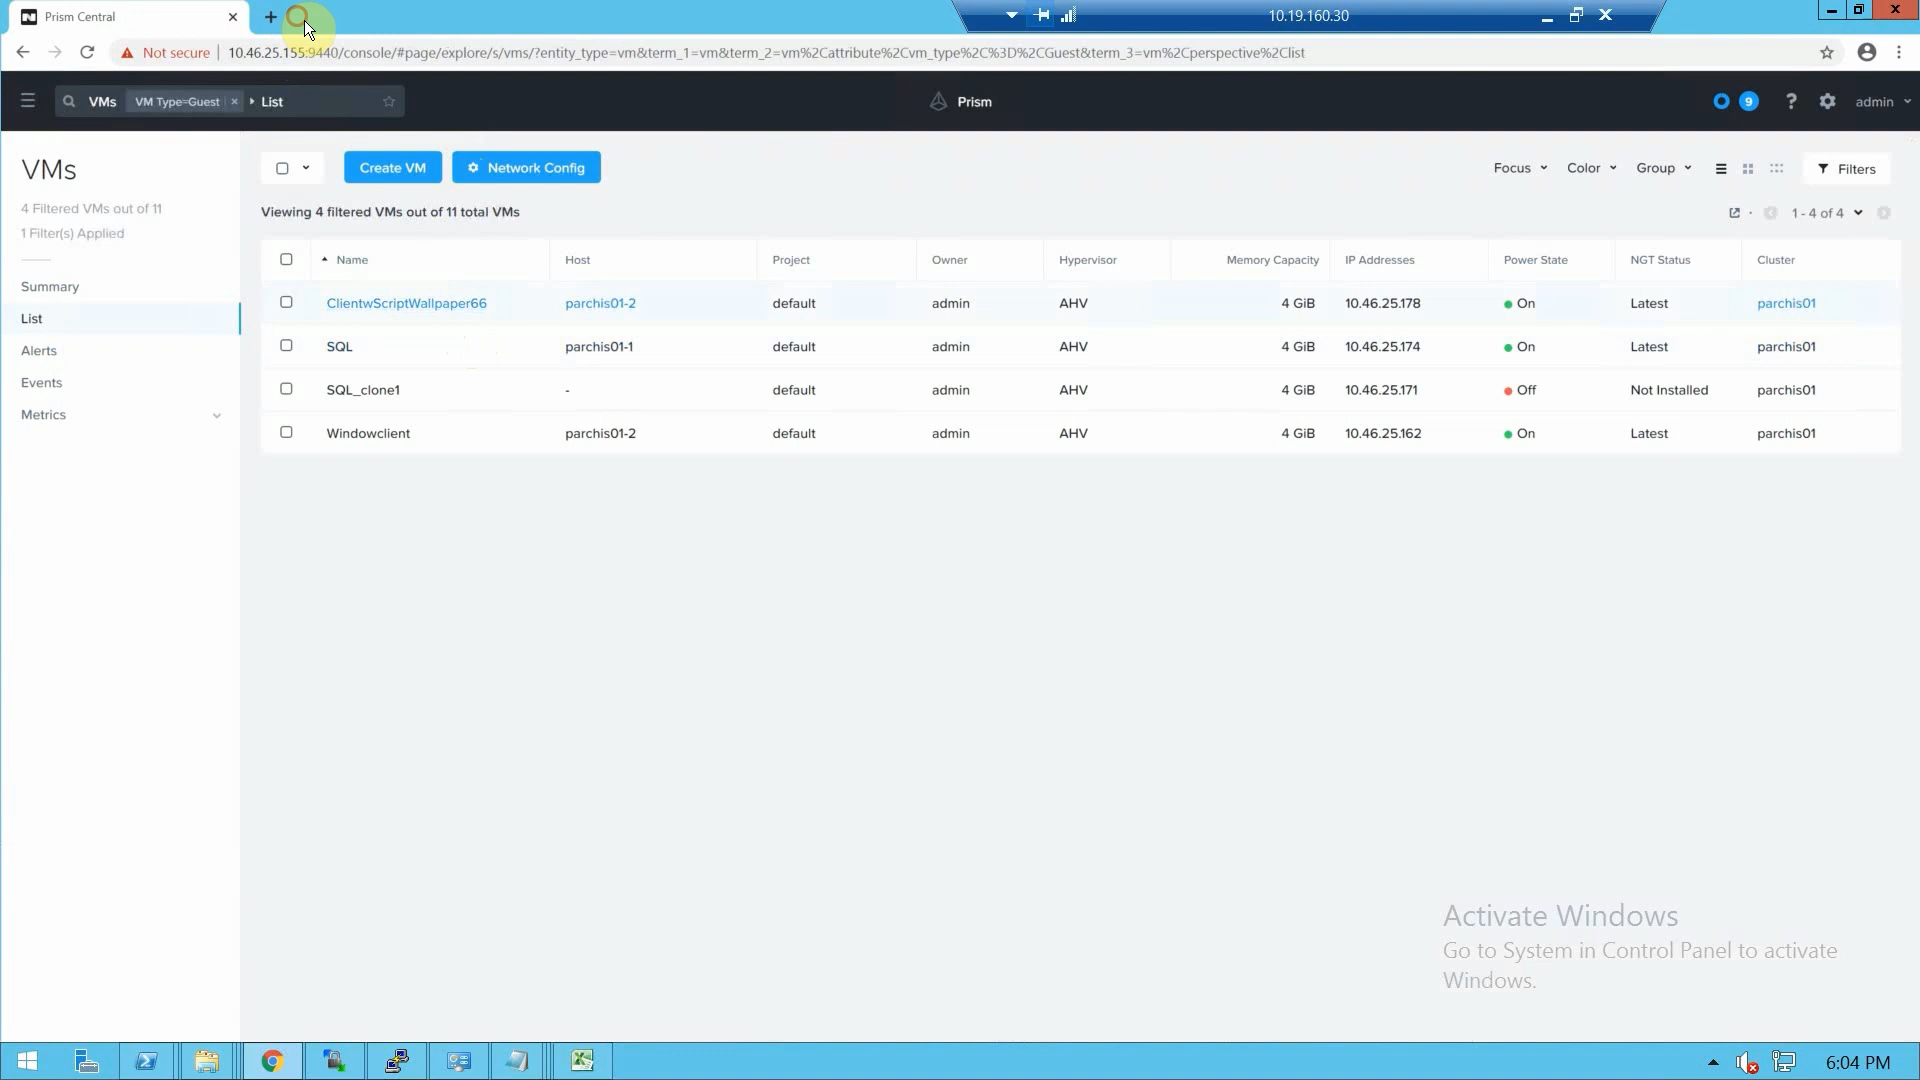 Prism Central
10.19.160.30
Not secure
10.46.25.155:9440/console/#page/explore/s/vms/?entity_type=vm&term_1=vm&term_2=vm%2Cattribute%2Cvm_type%2C%3D%2CGuest&term_3=vm%2Cperspective%2Clist
VMs VM Type=Guest × List
Prism
9 ? admin
VMs
4 Filtered VMs out of 11
1 Filter(s) Applied
Summary
List
Alerts
Events
Metrics
Create VM Network Config
Focus Color Group Filters
Viewing 4 filtered VMs out of 11 total VMs
1 - 4 of 4
Name Host Project Owner Hypervisor Memory Capacity IP Addresses Power State NGT Status Cluster
ClientwScriptWallpaper66 parchis01-2 default admin AHV 4 GiB 10.46.25.178 On Latest parchis01
SQL parchis01-1 default admin AHV 4 GiB 10.46.25.174 On Latest parchis01
SQL_clone1 - default admin AHV 4 GiB 10.46.25.171 Off Not Installed parchis01
Windowclient parchis01-2 default admin AHV 4 GiB 10.46.25.162 On Latest parchis01
Activate Windows
Go to System in Control Panel to activate
Windows.
6:04 PM